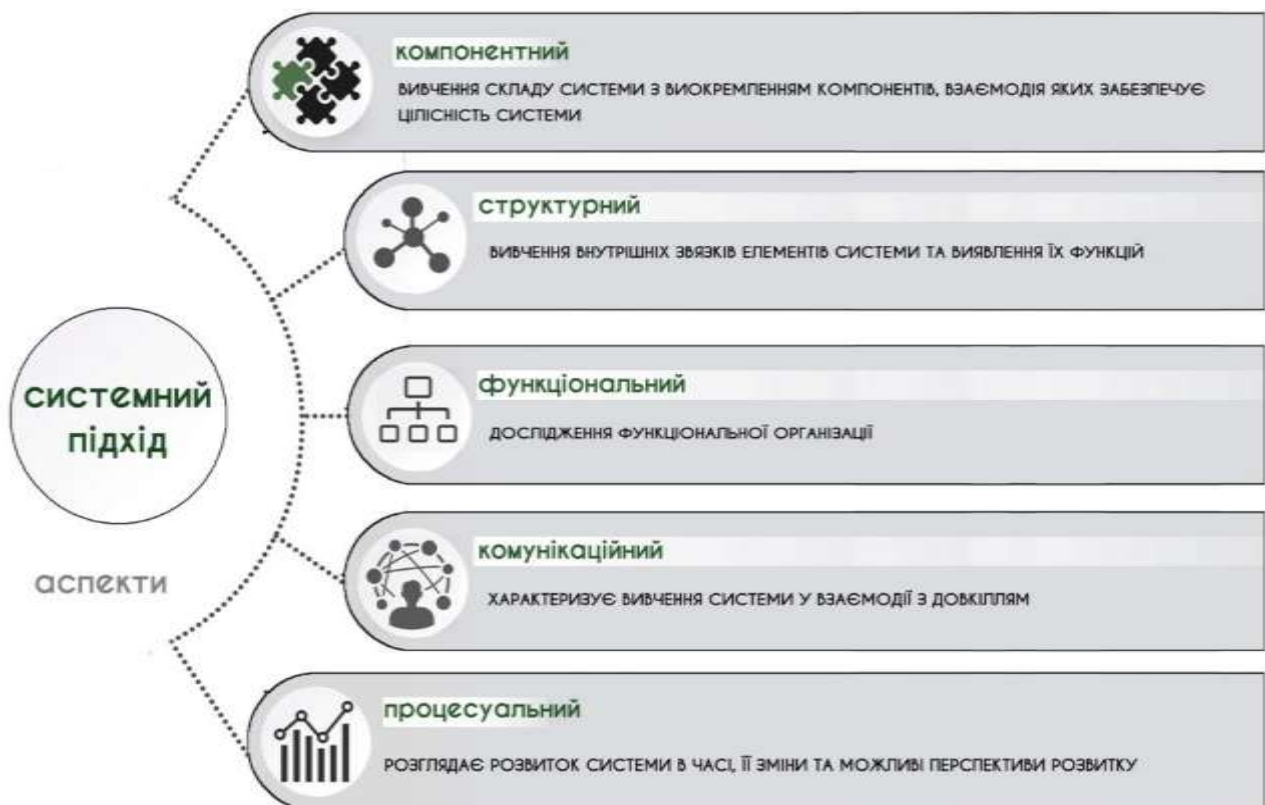 компонентний
ВИВЧЕННЯ СКЛАДУ СИСТЕМИ З ВИОКРЕМЛЕННЯМ КОМПОНЕНТІВ, ВЗАЄМОДІЯ ЯКИХ ЗАБЕЗПЕЧУЄ
ЦІЛІСНІСТЬ СИСТЕМИ
структурний
ВИВЧЕННЯ ВНУТРІШНІХ ЗВЯЗКІВ ЕЛЕМЕНТІВ СИСТЕМИ ТА ВИЯВЛЕННЯ ЇХ ФУНКЦІЙ
системний
підхід
аспекти
функціональний
ДОСЛІДЖЕННЯ ФУНКЦІОНАЛЬНОЇ ОРГАНІЗАЦІЇ
комунікаційний
ХАРАКТЕРИЗУЄ ВИВЧЕННЯ СИСТЕМИ У ВЗАЄМОДІЇ З ДОВКІЛЛЯМ
процесуальний
РОЗГЛЯДАЄ РОЗВИТОК СИСТЕМИ В ЧАСІ, ЇЇ ЗМІНИ ТА МОЖЛИВІ ПЕРСПЕКТИВИ РОЗВИТКУ